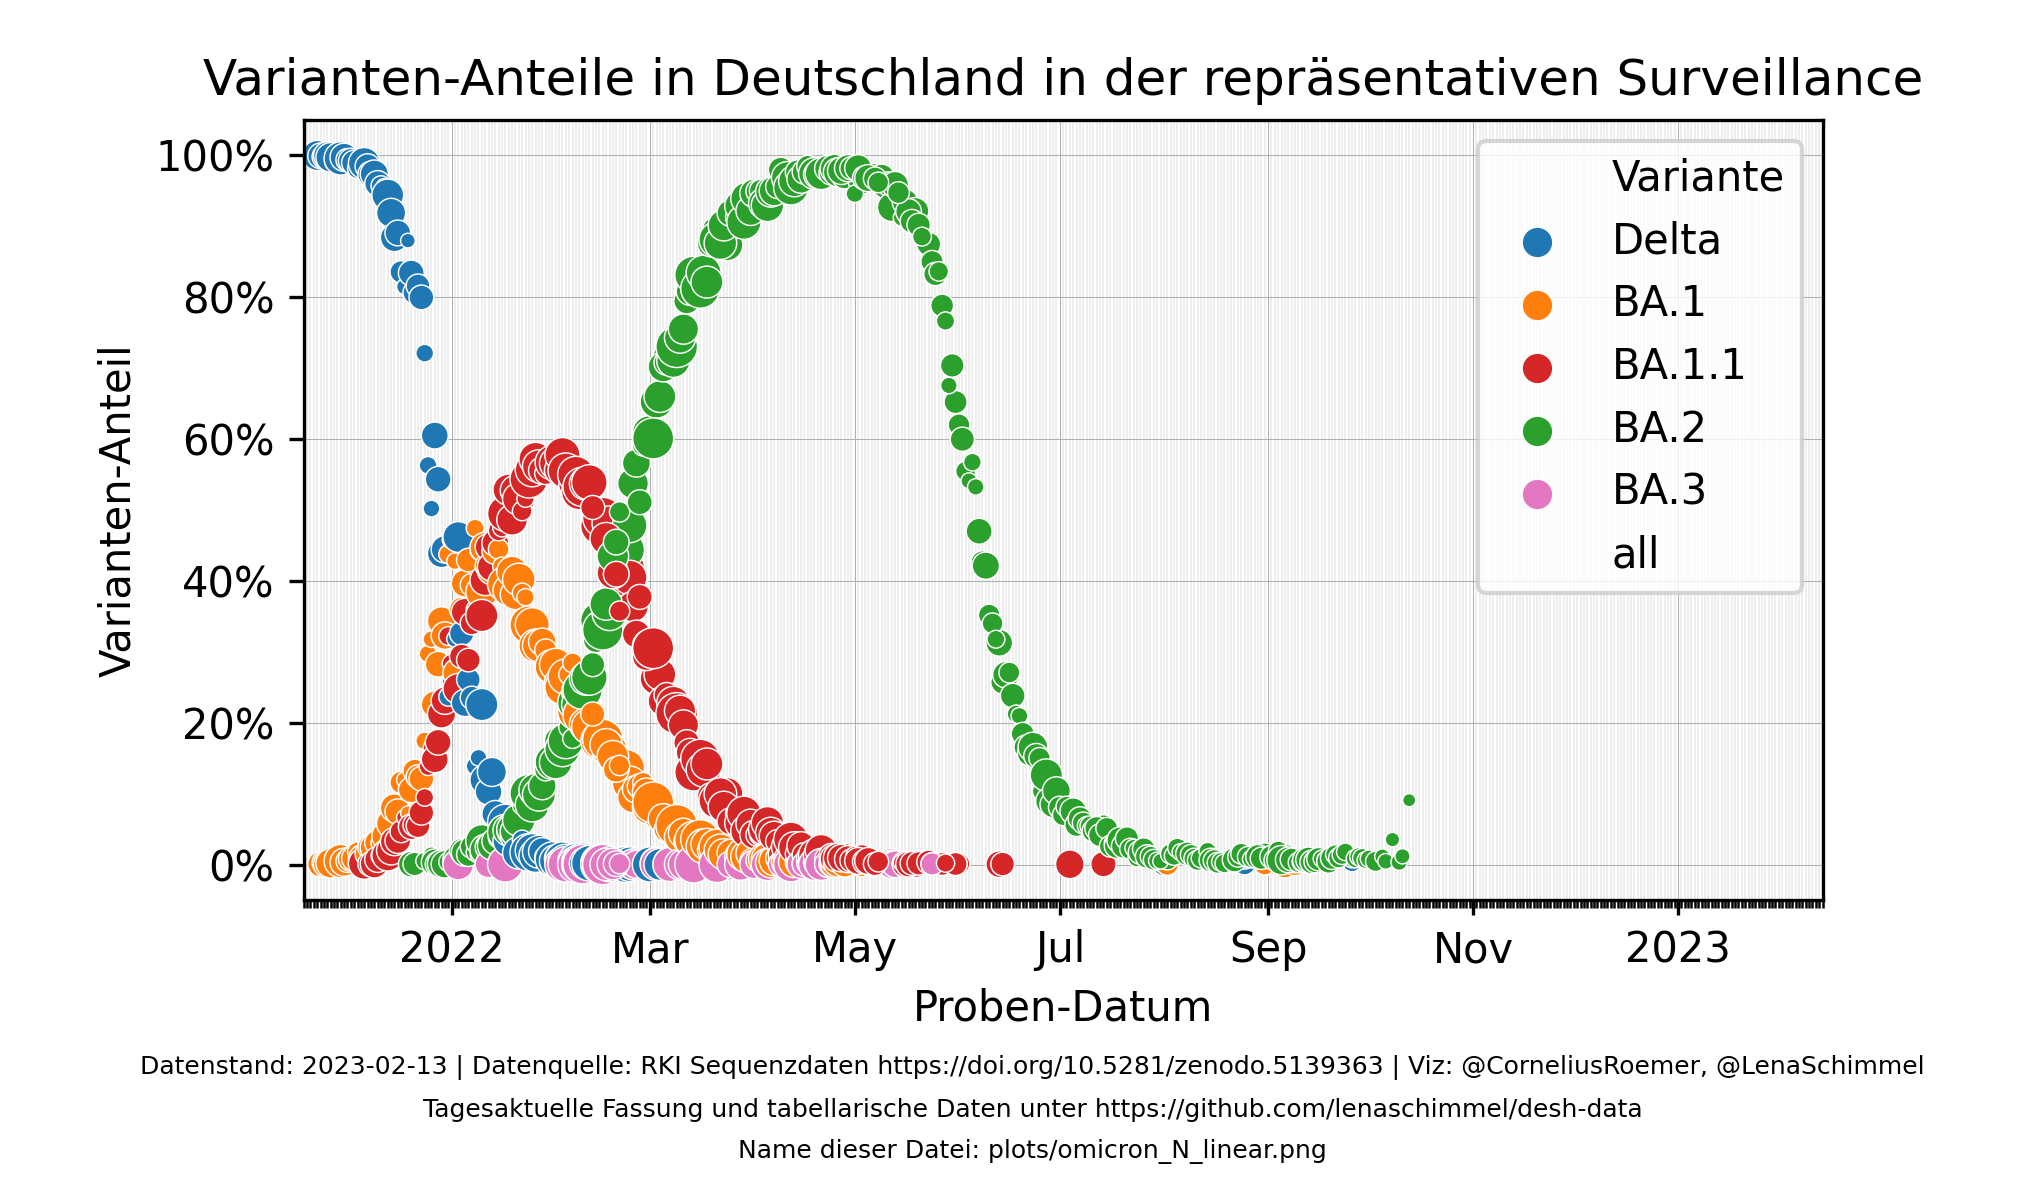 Varianten-Anteile in Deutschland in der repräsentativen Surveillance
100%
80%
60%
40%
20%
0%
Varianten-Anteil
Variante
Delta
BA.1
BA.1.1
BA.2
BA.3
all
2022 Mar May Jul Sep Nov 2023
Proben-Datum
Datenstand: 2023-02-13 | Datenquelle: RKI Sequenzdaten https://doi.org/10.5281/zenodo.5139363 | Viz: @CorneliusRoemer, @LenaSchimmel
Tagesaktuelle Fassung und tabellarische Daten unter https://github.com/lenaschimmel/desh-data
Name dieser Datei: plots/omicron_N_linear.png